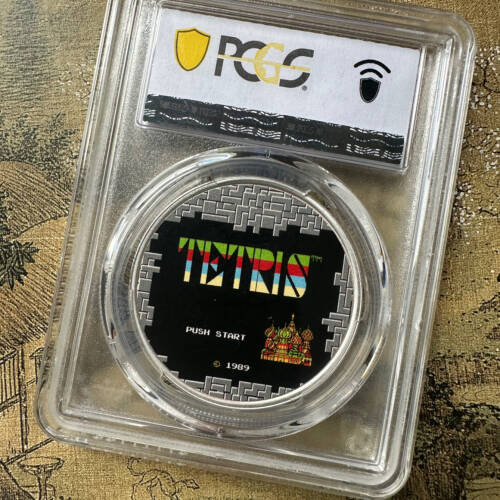 PCGS
TETRIS™
PUSH START
© 1989